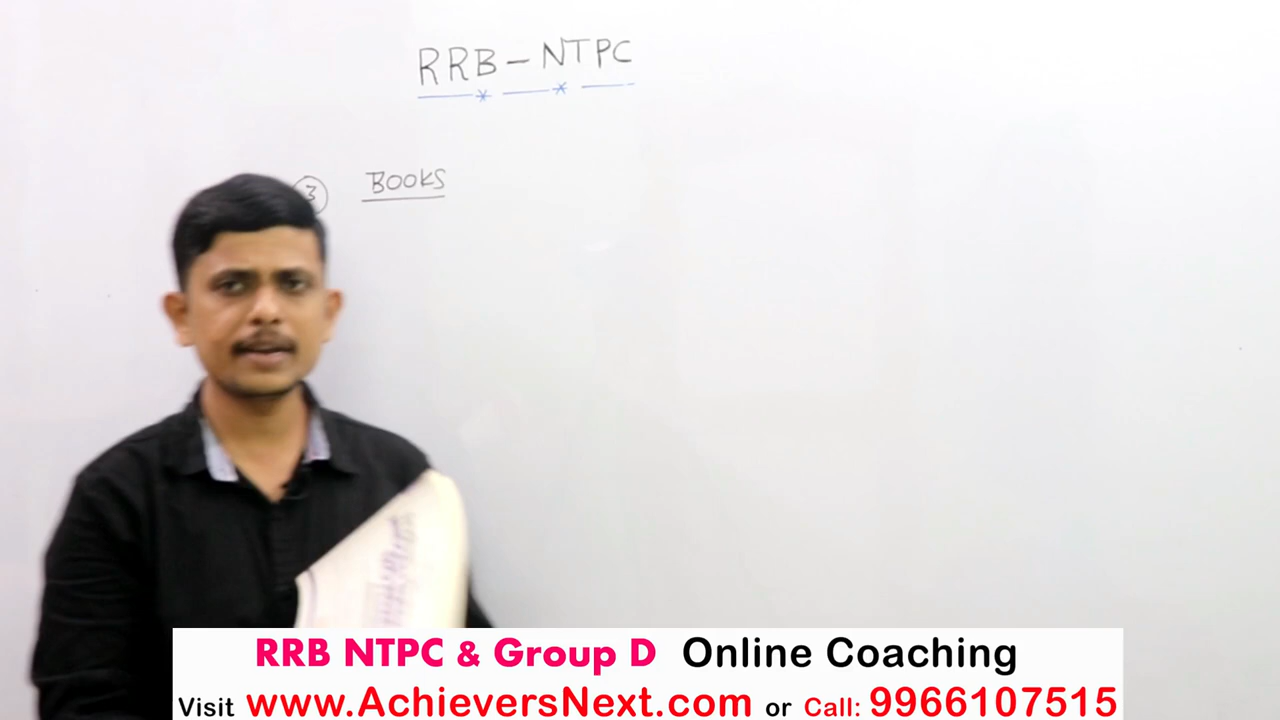 RRB - NTPC
3 BOOKS
RRB NTPC & Group D Online Coaching
Visit www.AchieversNext.com or Call: 9966107515